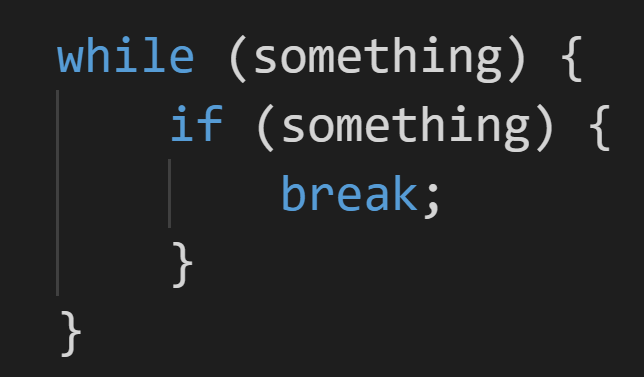 while (something) {
    if (something) {
        break;
    }
}